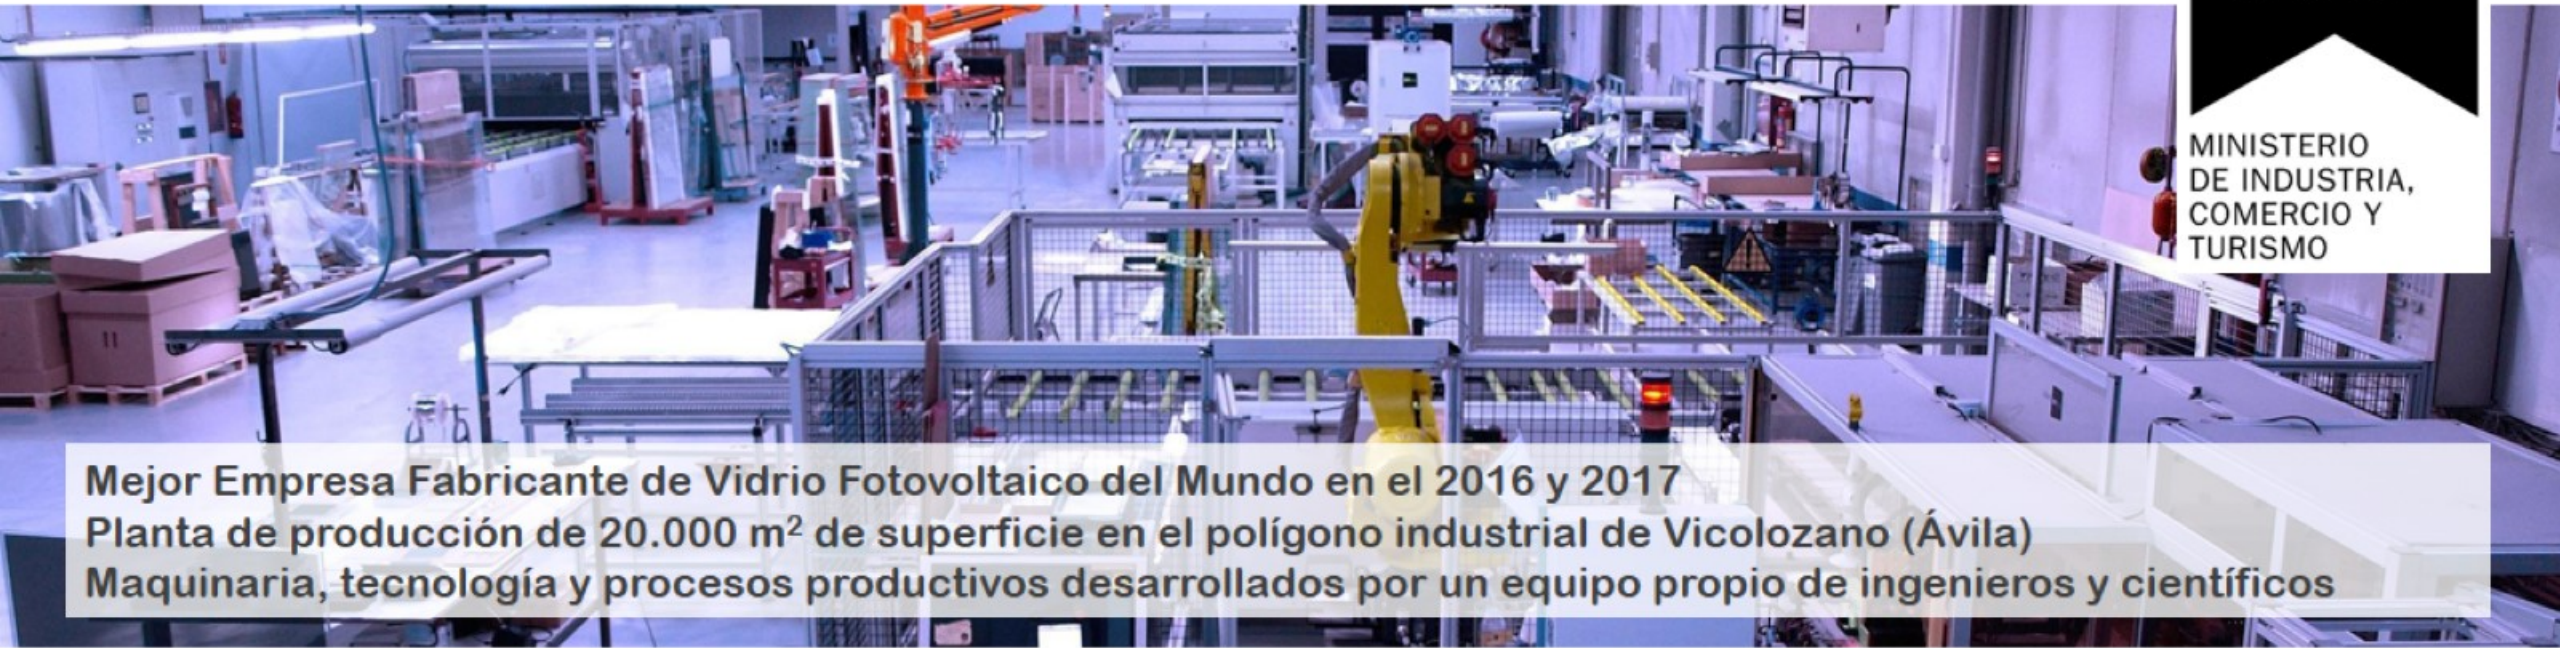 MINISTERIO
DE INDUSTRIA,
COMERCIO Y
TURISMO
Mejor Empresa Fabricante de Vidrio Fotovoltaico del Mundo en el 2016 y 2017
Planta de producción de 20.000 m² de superficie en el polígono industrial de Vicolozano (Ávila)
Maquinaria, tecnología y procesos productivos desarrollados por un equipo propio de ingenieros y científicos